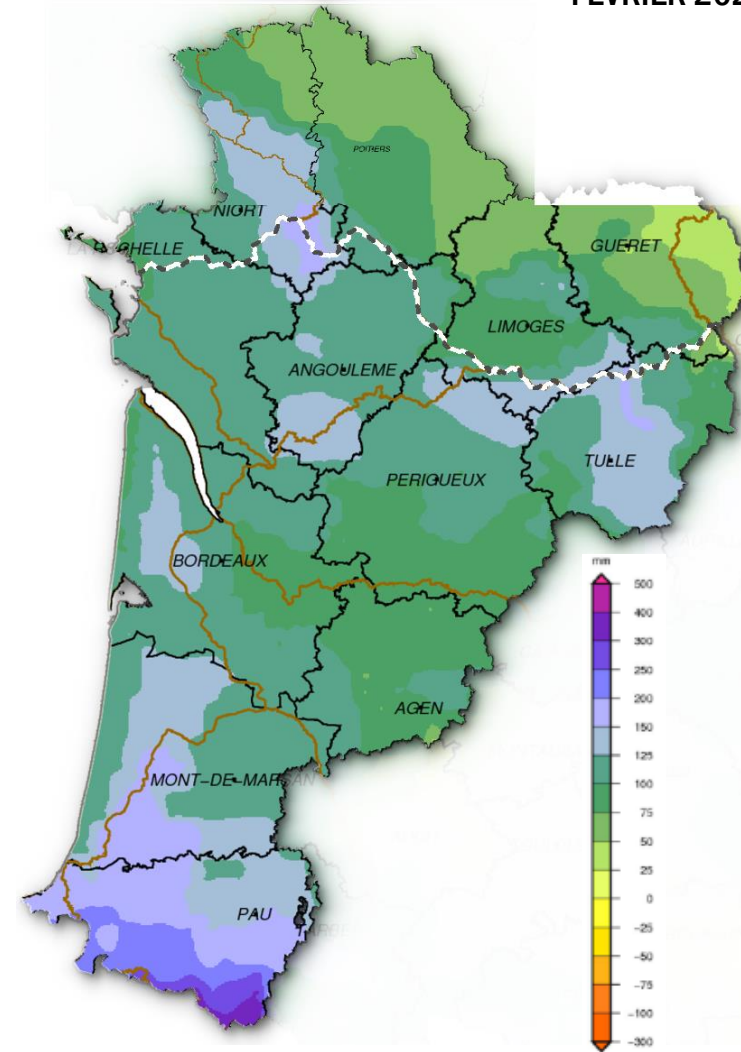 POITIERS
NIORT
GUERET
LIMOGES
ANGOULEME
PERIGUEUX
TULLE
BORDEAUX
mm
500
400
300
250
200
150
125
100
75
50
25
0
-25
-50
-75
-100
-300
AGEN
MONT-DE-MARSAN
PAU